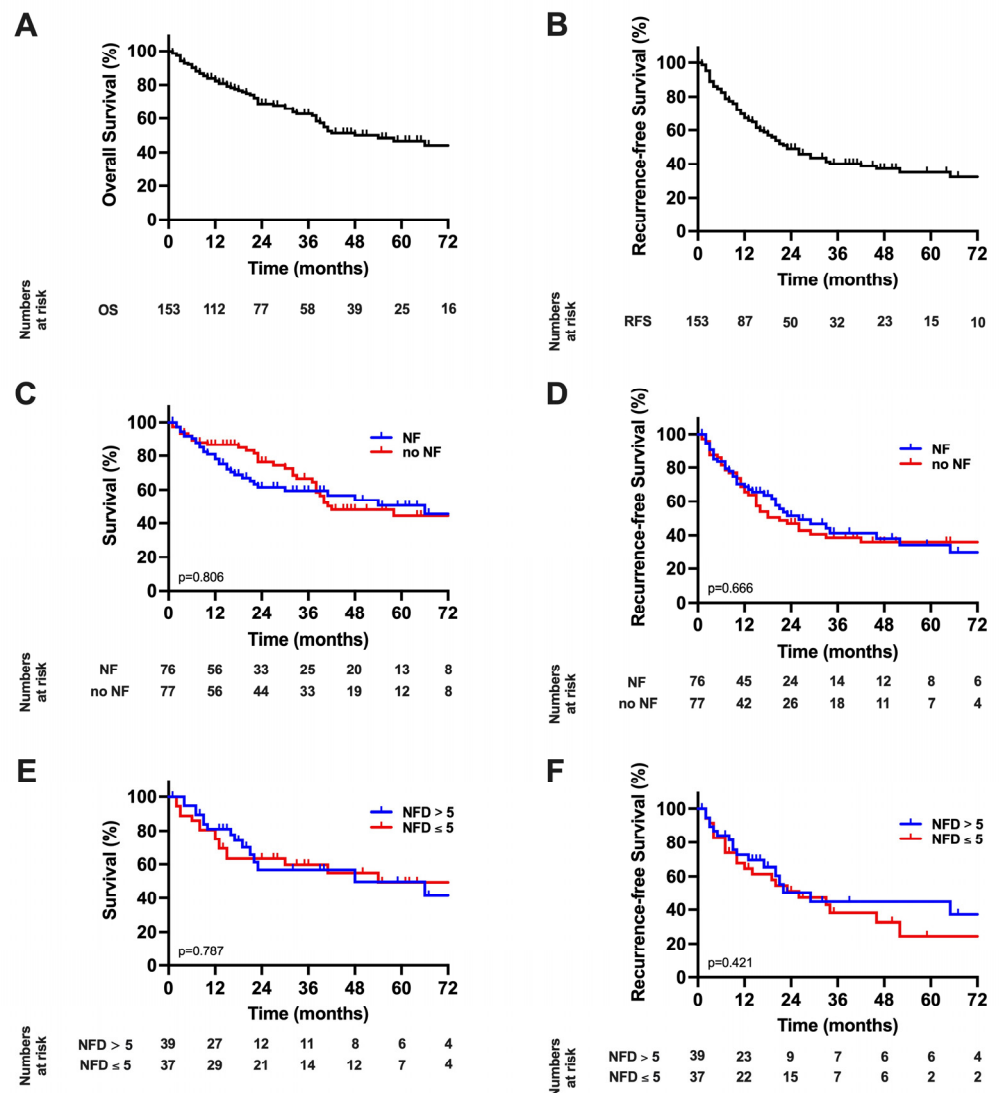 A
Overall Survival (%)
100
80
60
40
20
0
0 12 24 36 48 60 72
Time (months)
Numbers at risk
OS 153 112 77 58 39 25 16
B
Recurrence-free Survival (%)
100
80
60
40
20
0
0 12 24 36 48 60 72
Time (months)
Numbers at risk
RFS 153 87 50 32 23 15 10
C
Survival (%)
100
80
60
40
20
0
NF
no NF
p=0.806
0 12 24 36 48 60 72
Time (months)
Numbers at risk
NF 76 56 33 25 20 13 8
no NF 77 56 44 33 19 12 8
D
Recurrence-free Survival (%)
100
80
60
40
20
0
NF
no NF
p=0.666
0 12 24 36 48 60 72
Time (months)
Numbers at risk
NF 76 45 24 14 12 8 6
no NF 77 42 26 18 11 7 4
E
Survival (%)
100
80
60
40
20
0
NFD > 5
NFD ≤ 5
p=0.787
0 12 24 36 48 60 72
Time (months)
Numbers at risk
NFD > 5 39 27 12 11 8 6 4
NFD ≤ 5 37 29 21 14 12 7 4
F
Recurrence-free Survival (%)
100
80
60
40
20
0
NFD > 5
NFD ≤ 5
p=0.421
0 12 24 36 48 60 72
Time (months)
Numbers at risk
NFD > 5 39 23 9 7 6 6 4
NFD ≤ 5 37 22 15 7 6 2 2